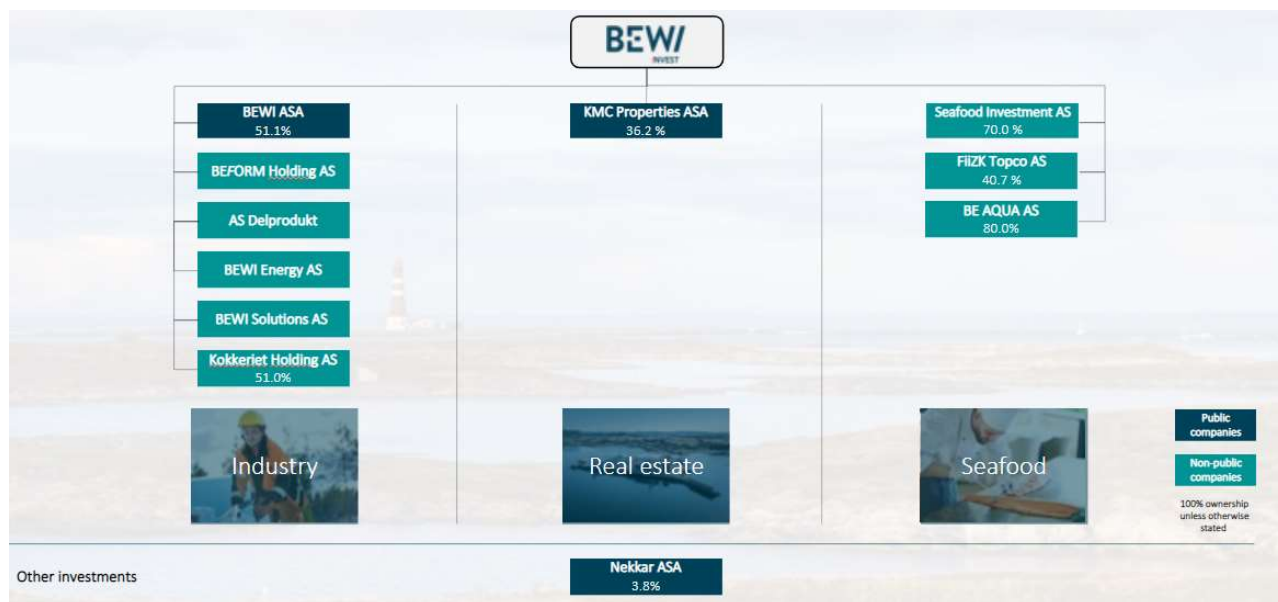 BEWI
INVEST
BEWI ASA
51.1%
BEFORM Holding AS
AS Delprodukt
BEWI Energy AS
BEWI Solutions AS
Kokkeriet Holding AS
51.0%
KMC Properties ASA
36.2 %
Seafood Investment AS
70.0 %
FiiZK Topco AS
40.7 %
BE AQUA AS
80.0%
Industry
Real estate
Seafood
Public
companies
Non-public
companies
100% ownership
unless otherwise
stated
Other investments
Nekkar ASA
3.8%